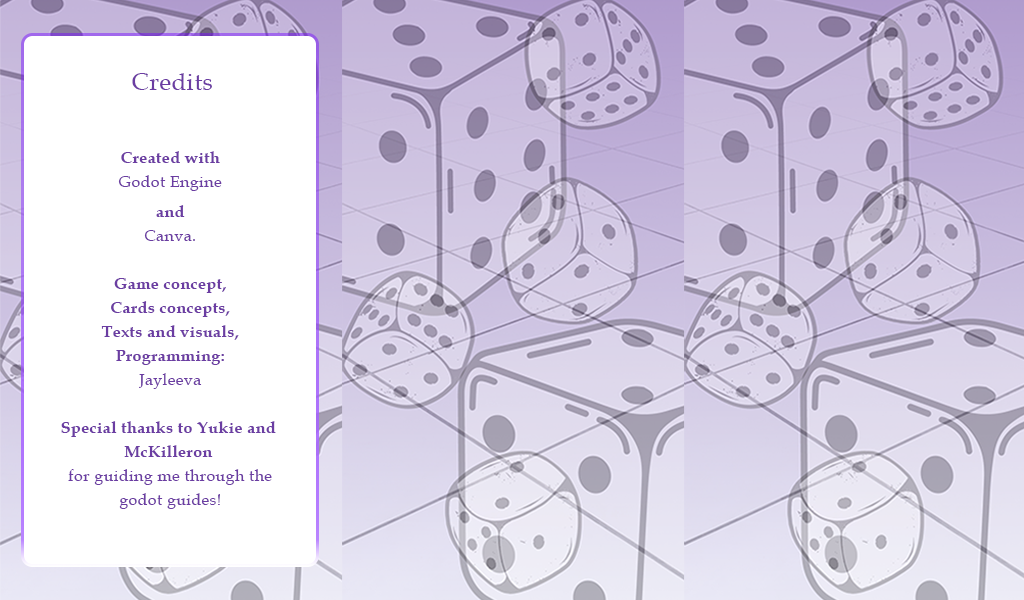 Credits
Created with
Godot Engine
and
Canva.
Game concept,
Cards concepts,
Texts and visuals,
Programming:
Jayleeva
Special thanks to Yukie and
McKilleron
for guiding me through the
godot guides!